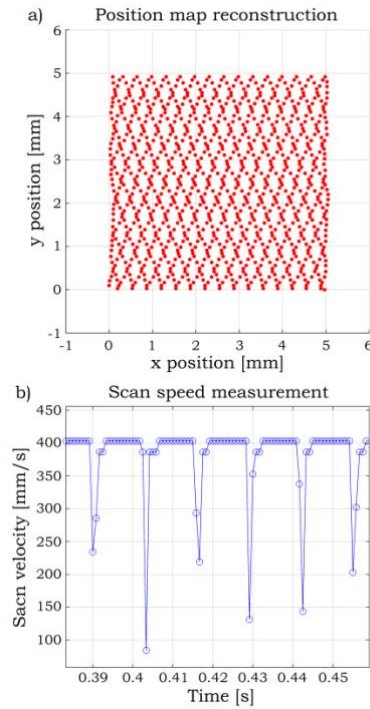 a) Position map reconstruction
6
5
4
3
2
1
0
-1
y position [mm]
-1 0 1 2 3 4 5 6
x position [mm]
b) Scan speed measurement
450
400
350
300
250
200
150
100
Sacn velocity [mm/s]
0.39 0.4 0.41 0.42 0.43 0.44 0.45
Time [s]